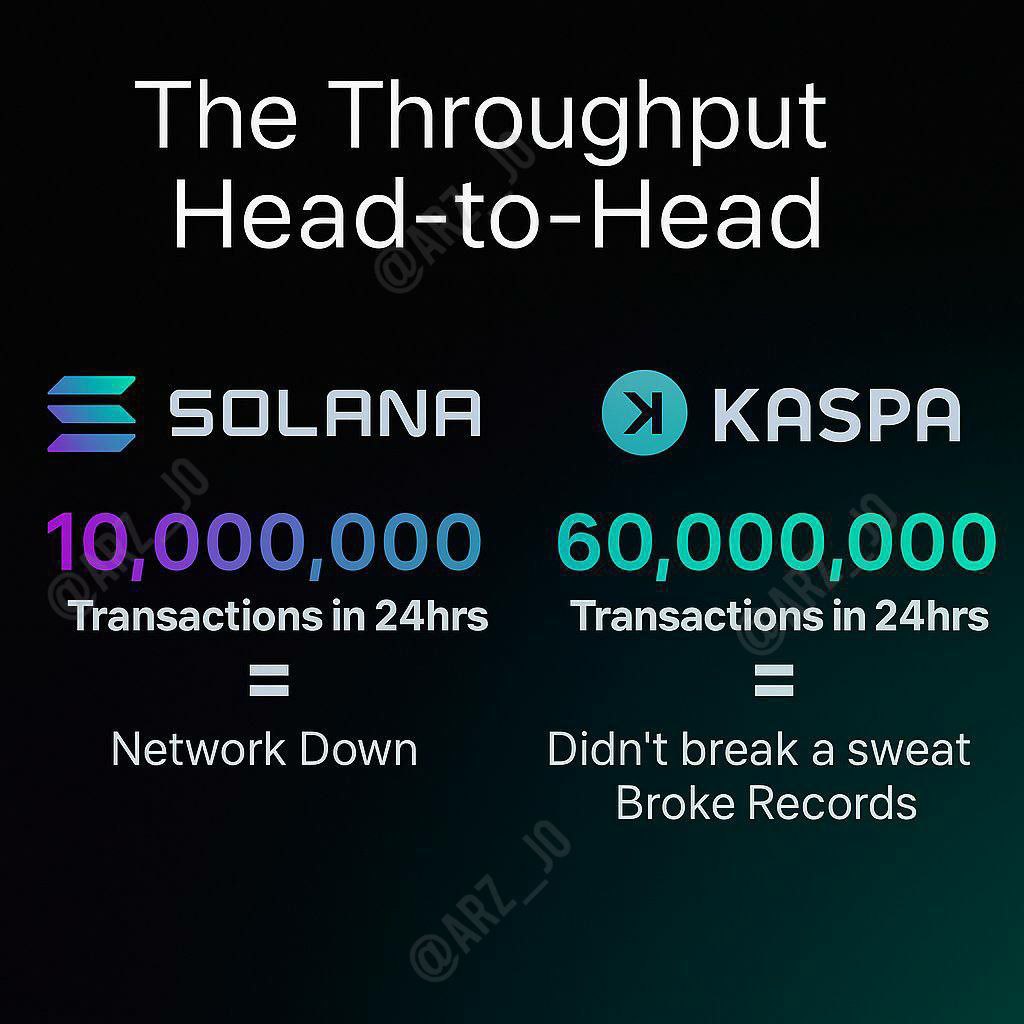 The Throughput
Head-to-Head
SOLANA
KASPA
10,000,000
Transactions in 24hrs
=
Network Down
60,000,000
Transactions in 24hrs
=
Didn't break a sweat
Broke Records
@ARZ_JO
@ARZ_JO
@ARZ_JO
@ARZ_JO